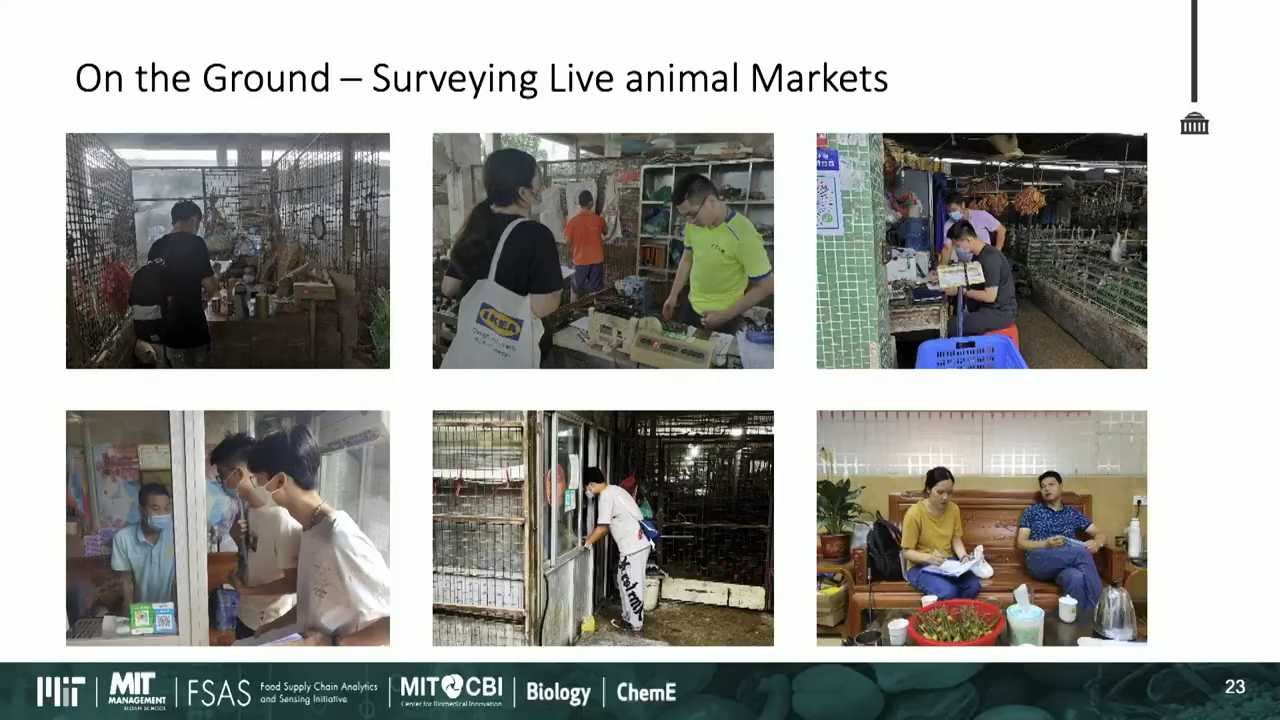 On the Ground – Surveying Live animal Markets
IKEA
MIT
MIT
MANAGEMENT
SLOAN SCHOOL
FSAS
Food Supply Chain Analytics
and Sensing Initiative
MIT CBI
Center for Biomedical Innovation
Biology
ChemE
23